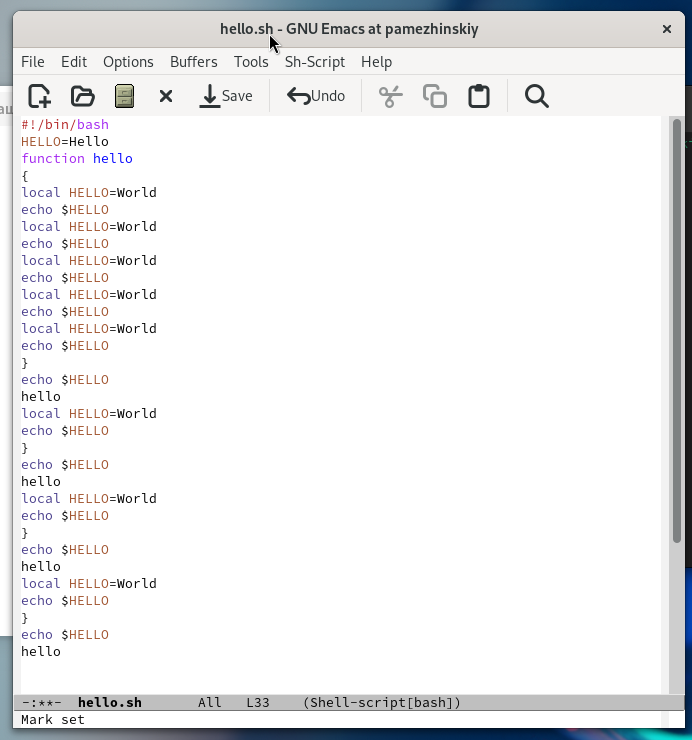 hello.sh - GNU Emacs at pamezhinskiy
File Edit Options Buffers Tools Sh-Script Help
Save Undo
#!/bin/bash
HELLO=Hello
function hello
{
local HELLO=World
echo $HELLO
local HELLO=World
echo $HELLO
local HELLO=World
echo $HELLO
local HELLO=World
echo $HELLO
local HELLO=World
echo $HELLO
}
echo $HELLO
hello
local HELLO=World
echo $HELLO
}
echo $HELLO
hello
local HELLO=World
echo $HELLO
}
echo $HELLO
hello
local HELLO=World
echo $HELLO
}
echo $HELLO
hello
-:**- hello.sh All L33 (Shell-script[bash])
Mark set